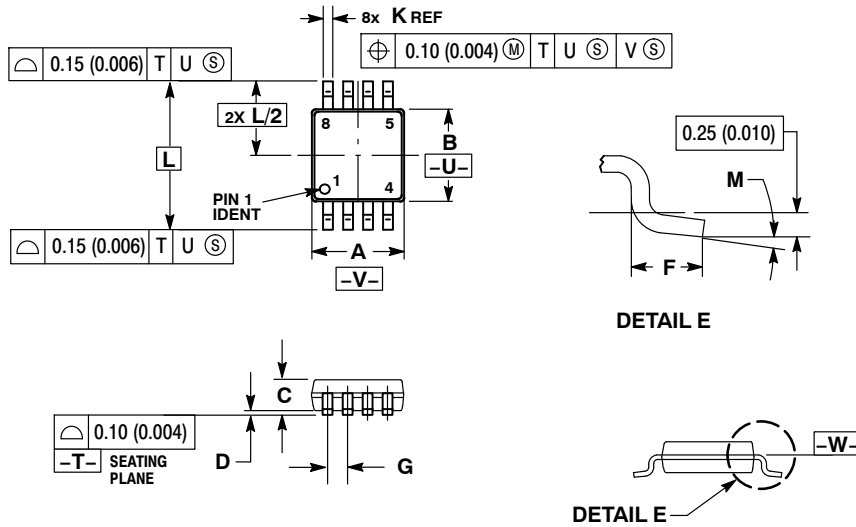 8x K REF
⌓ 0.15 (0.006) T U Ⓢ
⌖ 0.10 (0.004) Ⓜ T U Ⓢ V Ⓢ
2X L/2
8 5
L
B
-U-
PIN 1
IDENT
1 4
⌓ 0.15 (0.006) T U Ⓢ
A
-V-
0.25 (0.010)
M
F
DETAIL E
C
⌓ 0.10 (0.004)
-T- SEATING
PLANE
D
G
-W-
DETAIL E